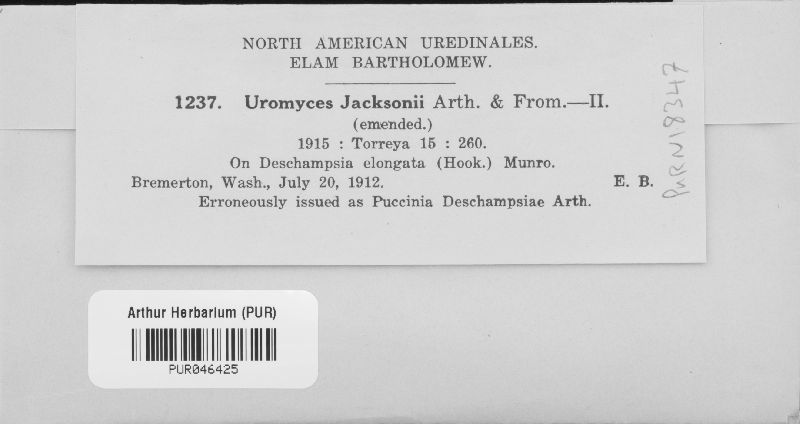 NORTH AMERICAN UREDINALES.
ELAM BARTHOLOMEW.
1237. Uromyces Jacksonii Arth. & From.—II.
(emended.)
1915 : Torreya 15 : 260.
On Deschampsia elongata (Hook.) Munro.
Bremerton, Wash., July 20, 1912. E. B.
Erroneously issued as Puccinia Deschampsiae Arth.
PURN18347
Arthur Herbarium (PUR)
PUR046425